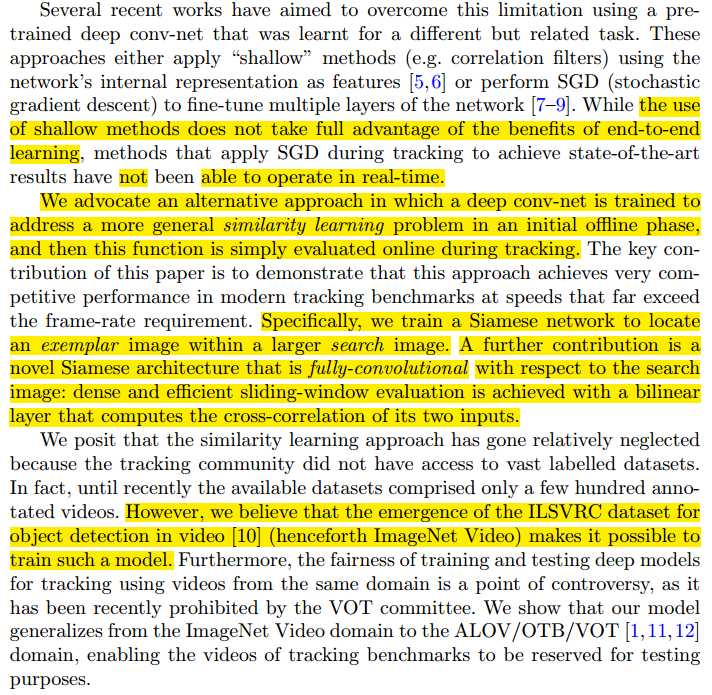 Several recent works have aimed to overcome this limitation using a pre-
trained deep conv-net that was learnt for a different but related task. These
approaches either apply “shallow” methods (e.g. correlation filters) using the
network’s internal representation as features [5,6] or perform SGD (stochastic
gradient descent) to fine-tune multiple layers of the network [7–9]. While the use
of shallow methods does not take full advantage of the benefits of end-to-end
learning, methods that apply SGD during tracking to achieve state-of-the-art
results have not been able to operate in real-time.
We advocate an alternative approach in which a deep conv-net is trained to
address a more general similarity learning problem in an initial offline phase,
and then this function is simply evaluated online during tracking. The key con-
tribution of this paper is to demonstrate that this approach achieves very com-
petitive performance in modern tracking benchmarks at speeds that far exceed
the frame-rate requirement. Specifically, we train a Siamese network to locate
an exemplar image within a larger search image. A further contribution is a
novel Siamese architecture that is fully-convolutional with respect to the search
image: dense and efficient sliding-window evaluation is achieved with a bilinear
layer that computes the cross-correlation of its two inputs.
We posit that the similarity learning approach has gone relatively neglected
because the tracking community did not have access to vast labelled datasets.
In fact, until recently the available datasets comprised only a few hundred anno-
tated videos. However, we believe that the emergence of the ILSVRC dataset for
object detection in video [10] (henceforth ImageNet Video) makes it possible to
train such a model. Furthermore, the fairness of training and testing deep models
for tracking using videos from the same domain is a point of controversy, as it
has been recently prohibited by the VOT committee. We show that our model
generalizes from the ImageNet Video domain to the ALOV/OTB/VOT [1,11,12]
domain, enabling the videos of tracking benchmarks to be reserved for testing
purposes.